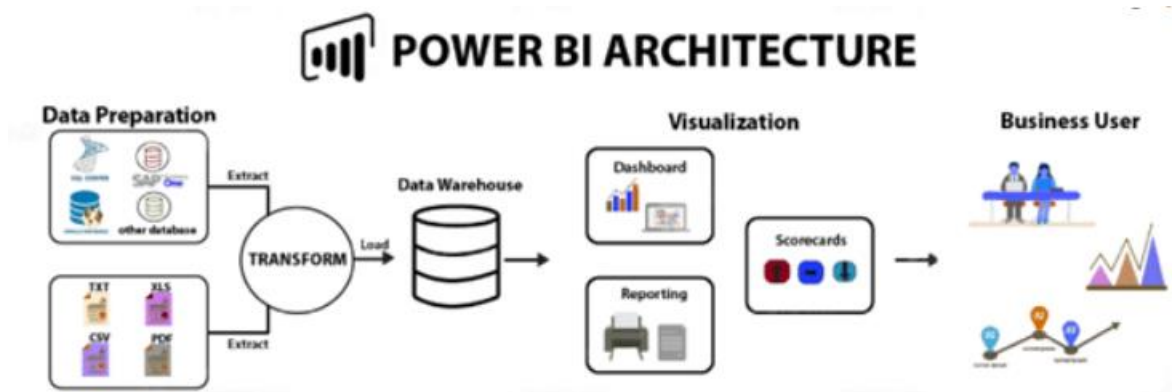 POWER BI ARCHITECTURE
Data Preparation
SAP
One
other database
TXT
XLS
CSV
PDF
Extract
Extract
TRANSFORM
Load
Data Warehouse
Visualization
Dashboard
Reporting
Scorecards
Business User